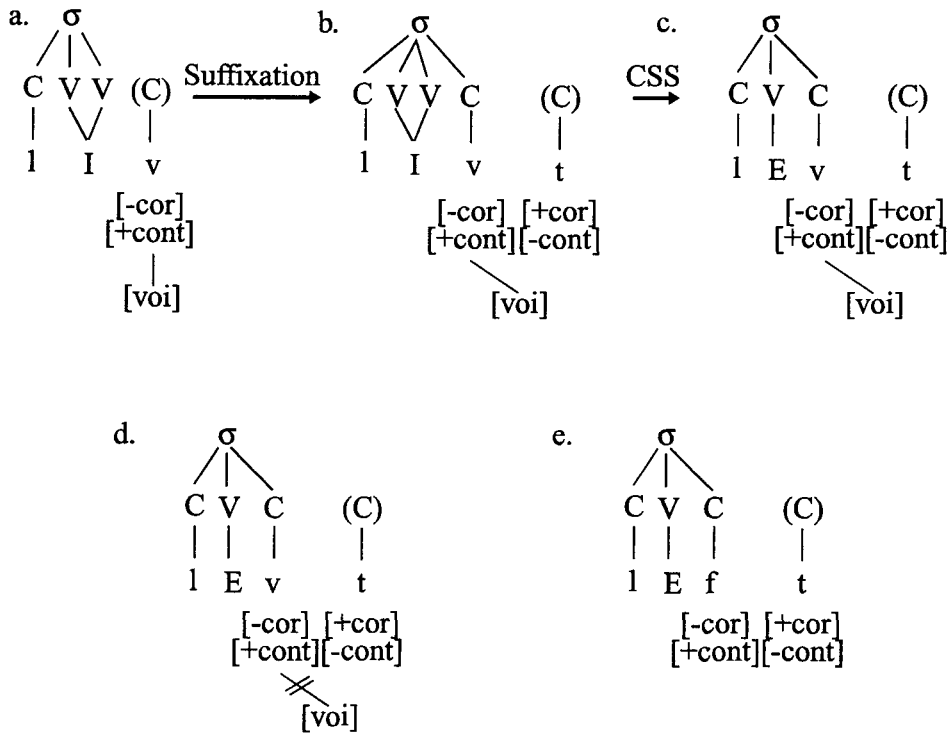 a. σ b. σ c. σ
C V V (C) Suffixation C V V C (C) CSS C V C (C)
l I v l I v t l E v t
[-cor] [-cor] [+cor] [-cor] [+cor]
[+cont] [+cont][-cont] [+cont][-cont]
[voi] [voi] [voi]
d. σ e. σ
C V C (C) C V C (C)
l E v t l E f t
[-cor] [+cor] [-cor] [+cor]
[+cont][-cont] [+cont][-cont]
[voi]